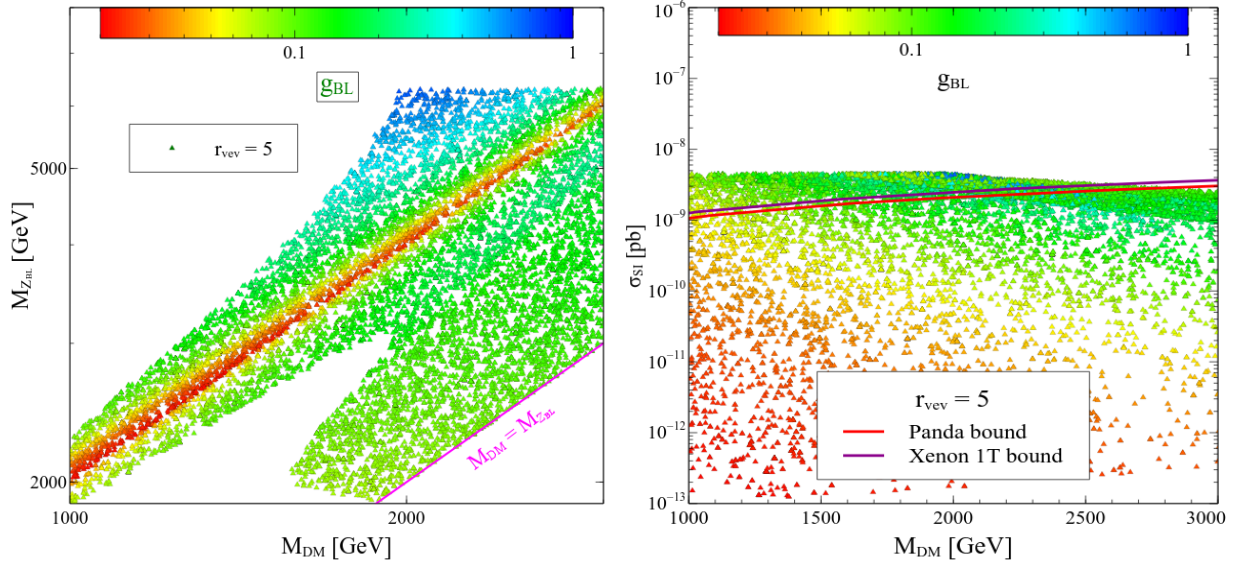 0.1
1
g_BL
r_vev = 5
5000
2000
M_Z_BL [GeV]
M_DM = M_Z_BL
1000
2000
M_DM [GeV]
10^-6
0.1
1
g_BL
10^-7
10^-8
10^-9
σ_SI [pb]
10^-10
10^-11
10^-12
10^-13
r_vev = 5
Panda bound
Xenon 1T bound
1000
1500
2000
2500
3000
M_DM [GeV]